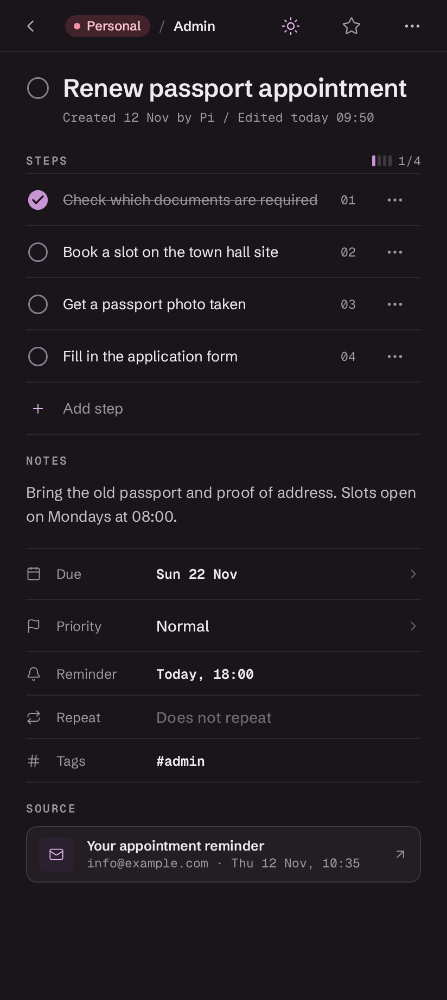 Personal / Admin
Renew passport appointment
Created 12 Nov by Pi / Edited today 09:50
STEPS 1/4
Check which documents are required 01
Book a slot on the town hall site 02
Get a passport photo taken 03
Fill in the application form 04
+ Add step
NOTES
Bring the old passport and proof of address. Slots open
on Mondays at 08:00.
Due Sun 22 Nov
Priority Normal
Reminder Today, 18:00
Repeat Does not repeat
Tags #admin
SOURCE
Your appointment reminder
info@example.com · Thu 12 Nov, 10:35